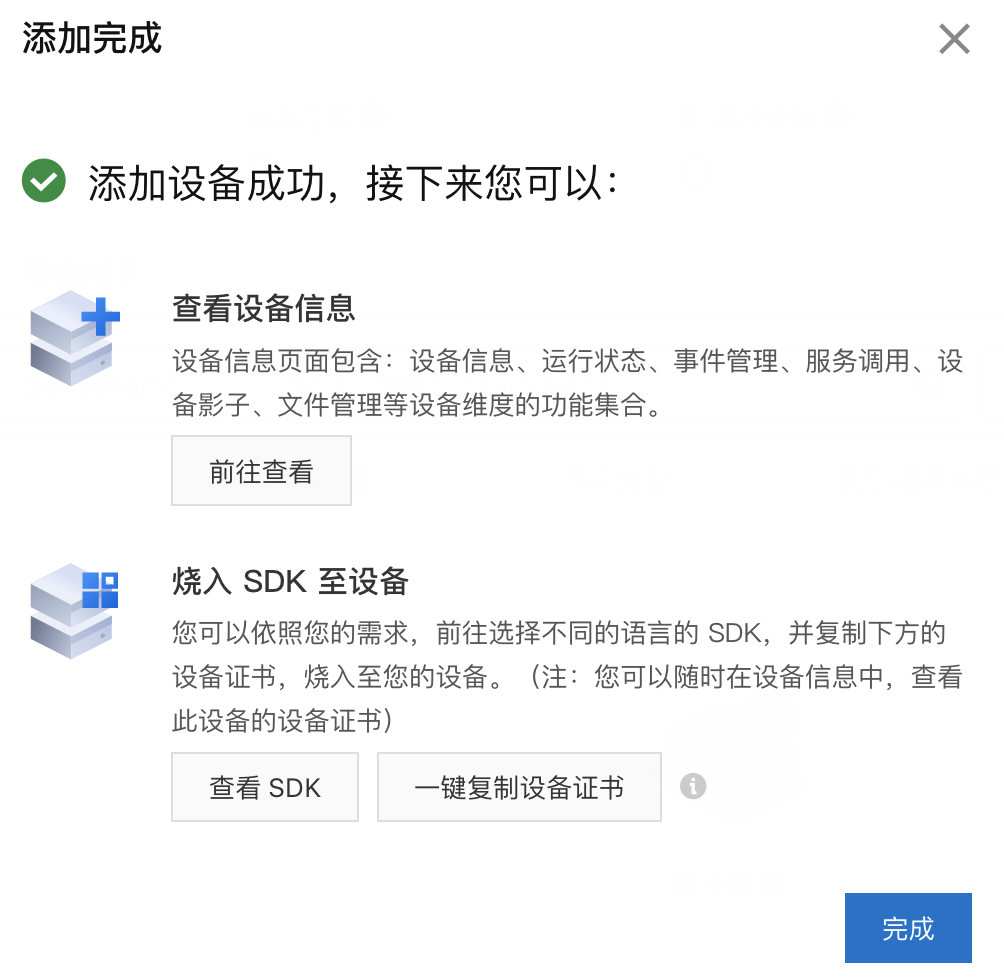 添加完成
添加设备成功，接下来您可以：
查看设备信息
设备信息页面包含：设备信息、运行状态、事件管理、服务调用、设
备影子、文件管理等设备维度的功能集合。
前往查看
烧入 SDK 至设备
您可以依照您的需求，前往选择不同的语言的 SDK，并复制下方的
设备证书，烧入至您的设备。（注：您可以随时在设备信息中，查看
此设备的设备证书）
查看 SDK
一键复制设备证书
完成